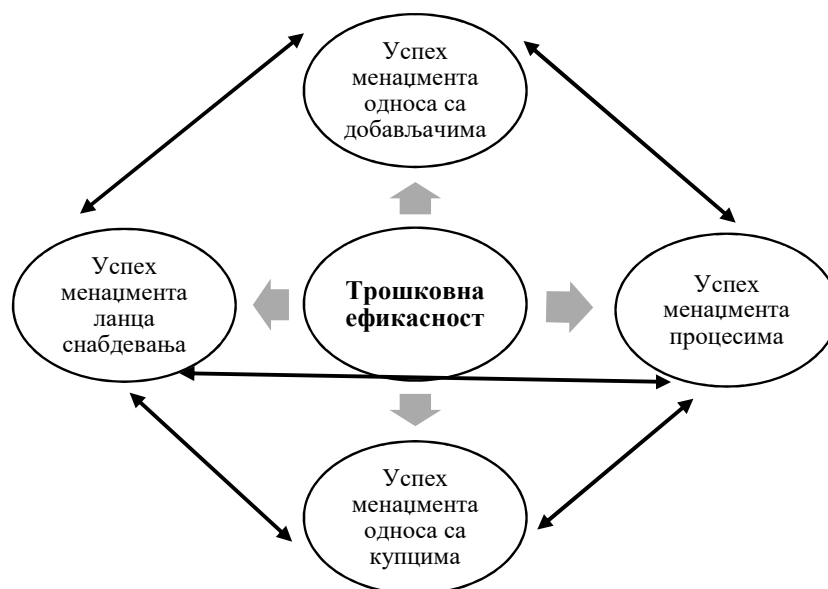 Успех
менаџмента
односа са
добављачима
Успех
менаџмента
ланца
снабдевања
Трошковна
ефикасност
Успех
менаџмента
процесима
Успех
менаџмента
односа са
купцима